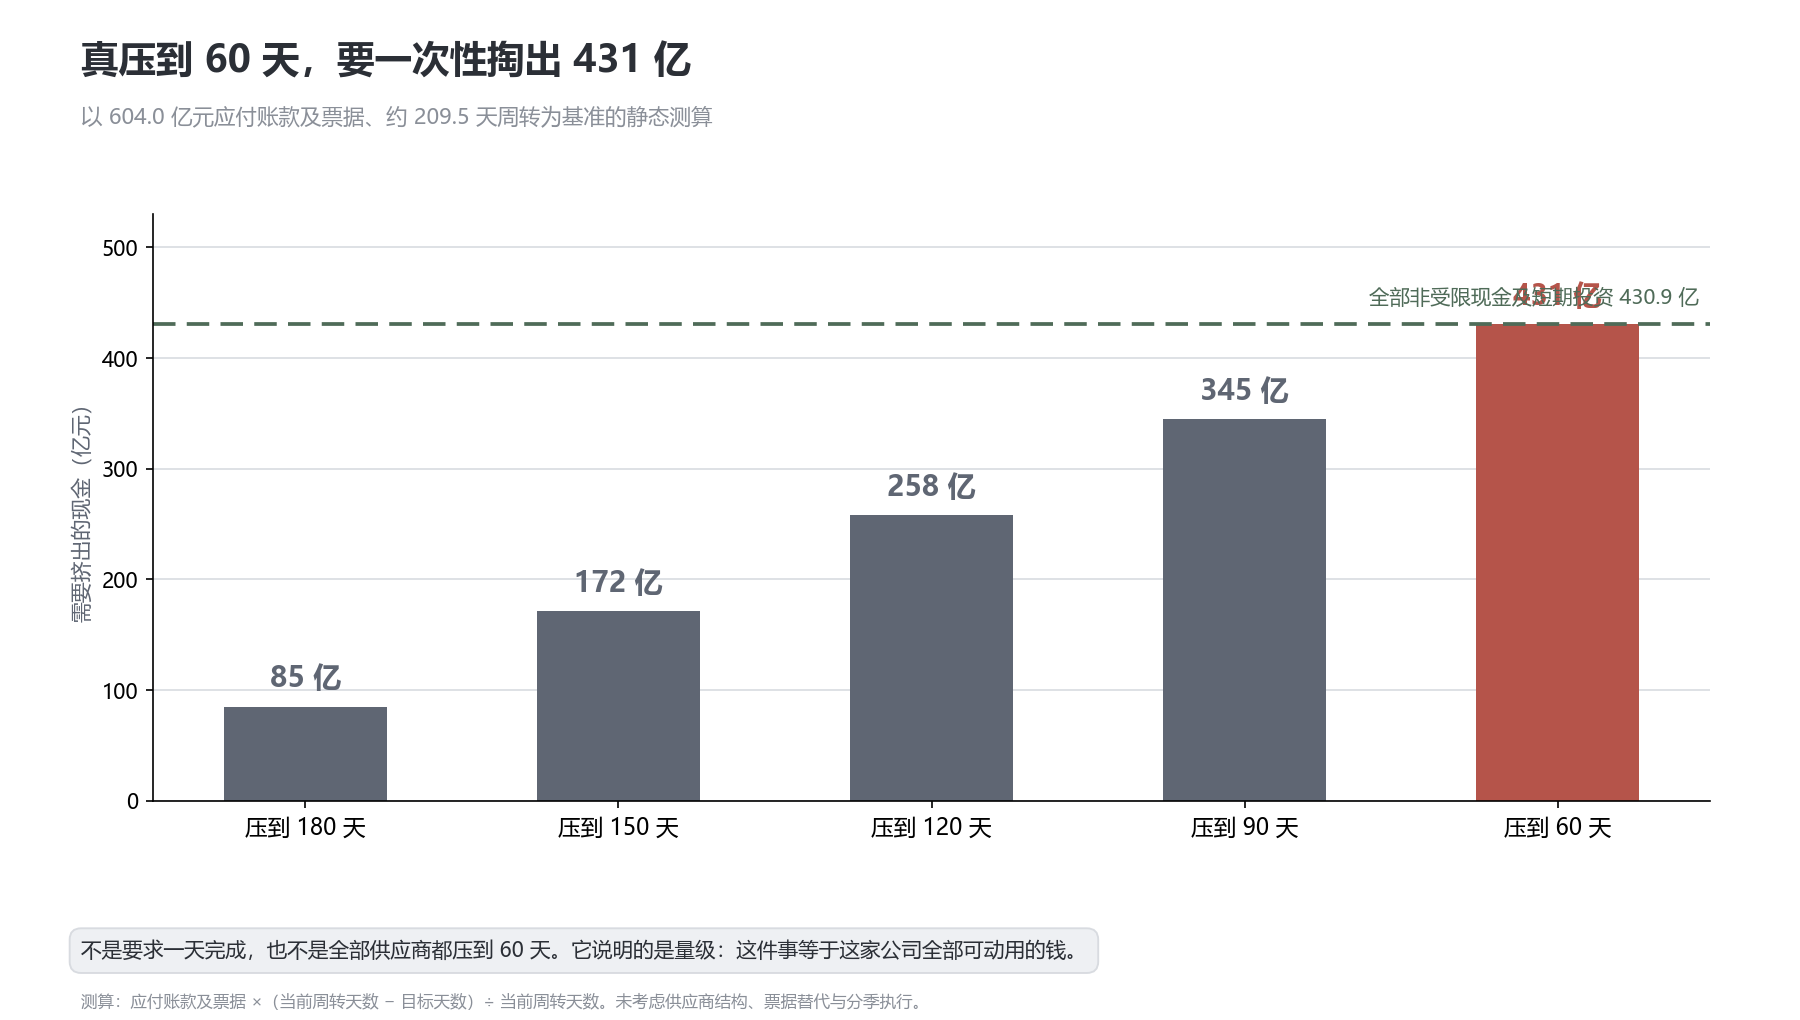 真压到 60 天，要一次性掏出 431 亿
以 604.0 亿元应付账款及票据、约 209.5 天周转为基准的静态测算
需要挤出的现金（亿元）
500
400
300
200
100
0
全部非受限现金及短期投资 430.9 亿
431 亿
345 亿
258 亿
172 亿
85 亿
压到 180 天
压到 150 天
压到 120 天
压到 90 天
压到 60 天
不是要求一天完成，也不是全部供应商都压到 60 天。它说明的是量级：这件事等于这家公司全部可动用的钱。
测算：应付账款及票据 ×（当前周转天数 − 目标天数）÷ 当前周转天数。未考虑供应商结构、票据替代与分季执行。